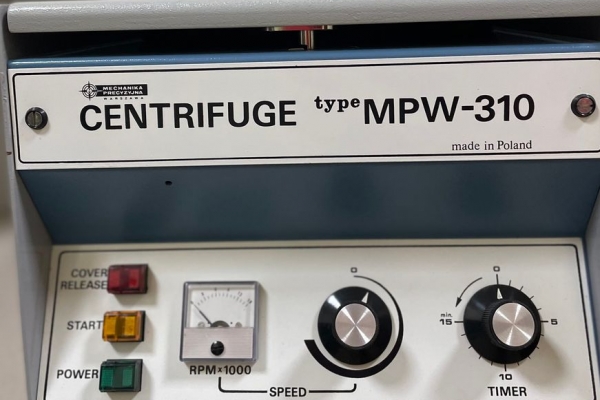 MECHANIKA
PRECYZYJNA
WARSZAWA
CENTRIFUGE type MPW-310
made in Poland
COVER
RELEASE
START
POWER
RPM×1000
SPEED
0
0
min.
15
5
10
TIMER